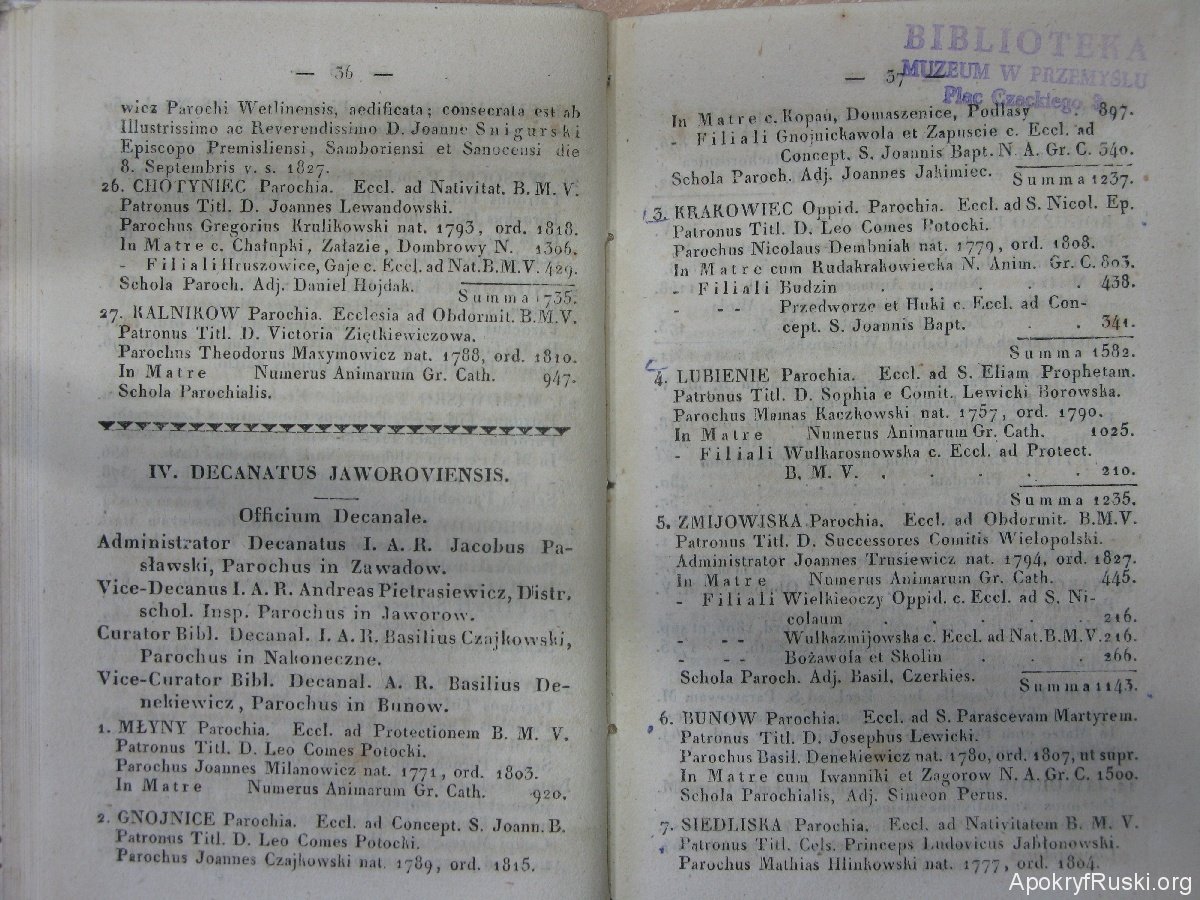 — 36 —
wicz Parochi Wetlinensis, aedificata; consecrata est ab
Illustrissimo ac Reverendissimo D. Joanne Snigurski
Episcopo Premisliensi, Samboriensi et Sanocensi die
8. Septembris v. s. 1827.
26. CHOTYNIEC Parochia. Eccl. ad Nativitat. B. M. V.
Patronus Titl. D. Joannes Lewandowski.
Parochus Gregorius Krulikowski nat. 1793, ord. 1818.
In Matre c. Chałupki, Załazie, Dombrowy N. 1306.
- Filiali Hruszowice, Gaje c. Eccl. ad Nat. B. M. V. 429.
Schola Paroch. Adj. Daniel Hojdak.
Summa 1735.
27. KALNIKOW Parochia. Ecclesia ad Obdormit. B. M. V.
Patronus Titl. D. Victoria Ziętkiewiczowa.
Parochus Theodorus Maxymowicz nat. 1788, ord. 1810.
In Matre Numerus Animarum Gr. Cath. 947.
Schola Parochialis.
IV. DECANATUS JAWOROVIENSIS.
Officium Decanale.
Administrator Decanatus I. A. R. Jacobus Pa-
sławski, Parochus in Zawadow.
Vice-Decanus I. A. R. Andreas Pietrasiewicz, Distr.
schol. Insp. Parochus in Jaworow.
Curator Bibl. Decanal. I. A. R. Basilius Czajkowski,
Parochus in Nakoneczne.
Vice-Curator Bibl. Decanal. A. R. Basilius De-
nekiewicz, Parochus in Bunow.
1. MŁYNY Parochia. Eccl. ad Protectionem B. M. V.
Patronus Titl. D. Leo Comes Potocki.
Parochus Joannes Milanowicz nat. 1771, ord. 1803.
In Matre Numerus Animarum Gr. Cath. 920.
2. GNOJNICE Parochia. Eccl. ad Concept. S. Joann. B.
Patronus Titl. D. Leo Comes Potocki.
Parochus Joannes Czajkowski nat. 1789, ord. 1815.
BIBLIOTEKA
MUZEUM W PRZEMYŚLU
Plac Czackiego 3
— 37 —
In Matre c. Kopań, Domaszenice, Podlasy . 897.
- Filiali Gnojnickawola et Zapuscie c. Eccl. ad
Concept. S. Joannis Bapt. N. A. Gr. C. 340.
Schola Paroch. Adj. Joannes Jakimiec.
Summa 1237.
3. KRAKOWIEC Oppid. Parochia. Eccl. ad S. Nicol. Ep.
Patronus Titl. D. Leo Comes Potocki.
Parochus Nicolaus Dembniak nat. 1779, ord. 1808.
In Matre cum Rudakrakowiecka N. Anim. Gr. C. 803.
- Filiali Budzin . . . . . 438.
- - - Przedworze et Huki c. Eccl. ad Con-
cept. S. Joannis Bapt. . . 341.
Summa 1582.
4. LUBIENIE Parochia. Eccl. ad S. Eliam Prophetam.
Patronus Titl. D. Sophia e Comit. Lewicki Borowska.
Parochus Mamas Kaczkowski nat. 1757, ord. 1790.
In Matre Numerus Animarum Gr. Cath. 1025.
- Filiali Wulkarosnowska c. Eccl. ad Protect.
B. M. V. . . . . 210.
Summa 1235.
5. ZMIJOWISKA Parochia. Eccl. ad Obdormit. B. M. V.
Patronus Titl. D. Successores Comitis Wielopolski.
Administrator Joannes Trusiewicz nat. 1794, ord. 1827.
In Matre Numerus Animarum Gr. Cath. 445.
- Filiali Wielkieoczy Oppid. c. Eccl. ad S. Ni-
colaum . . . . . 216.
- - - Wulkazmijowska c. Eccl. ad Nat. B. M. V. 216.
- - - Bożawola et Skolin . . . 266.
Schola Paroch. Adj. Basil. Czerkies.
Summa 1143.
6. BUNOW Parochia. Eccl. ad S. Parascevam Martyrem.
Patronus Titl. D. Josephus Lewicki.
Parochus Basil. Denekiewicz nat. 1780, ord. 1807, ut supr.
In Matre cum Iwanniki et Zagorow N. A. Gr. C. 1500.
Schola Parochialis, Adj. Simeon Perus.
7. SIEDLISKA Parochia. Eccl. ad Nativitatem B. M. V.
Patronus Titl. Cels. Princeps Ludovicus Jabłonowski.
Parochus Mathias Hlinkowski nat. 1777, ord. 1804.
ApokryfRuski.org